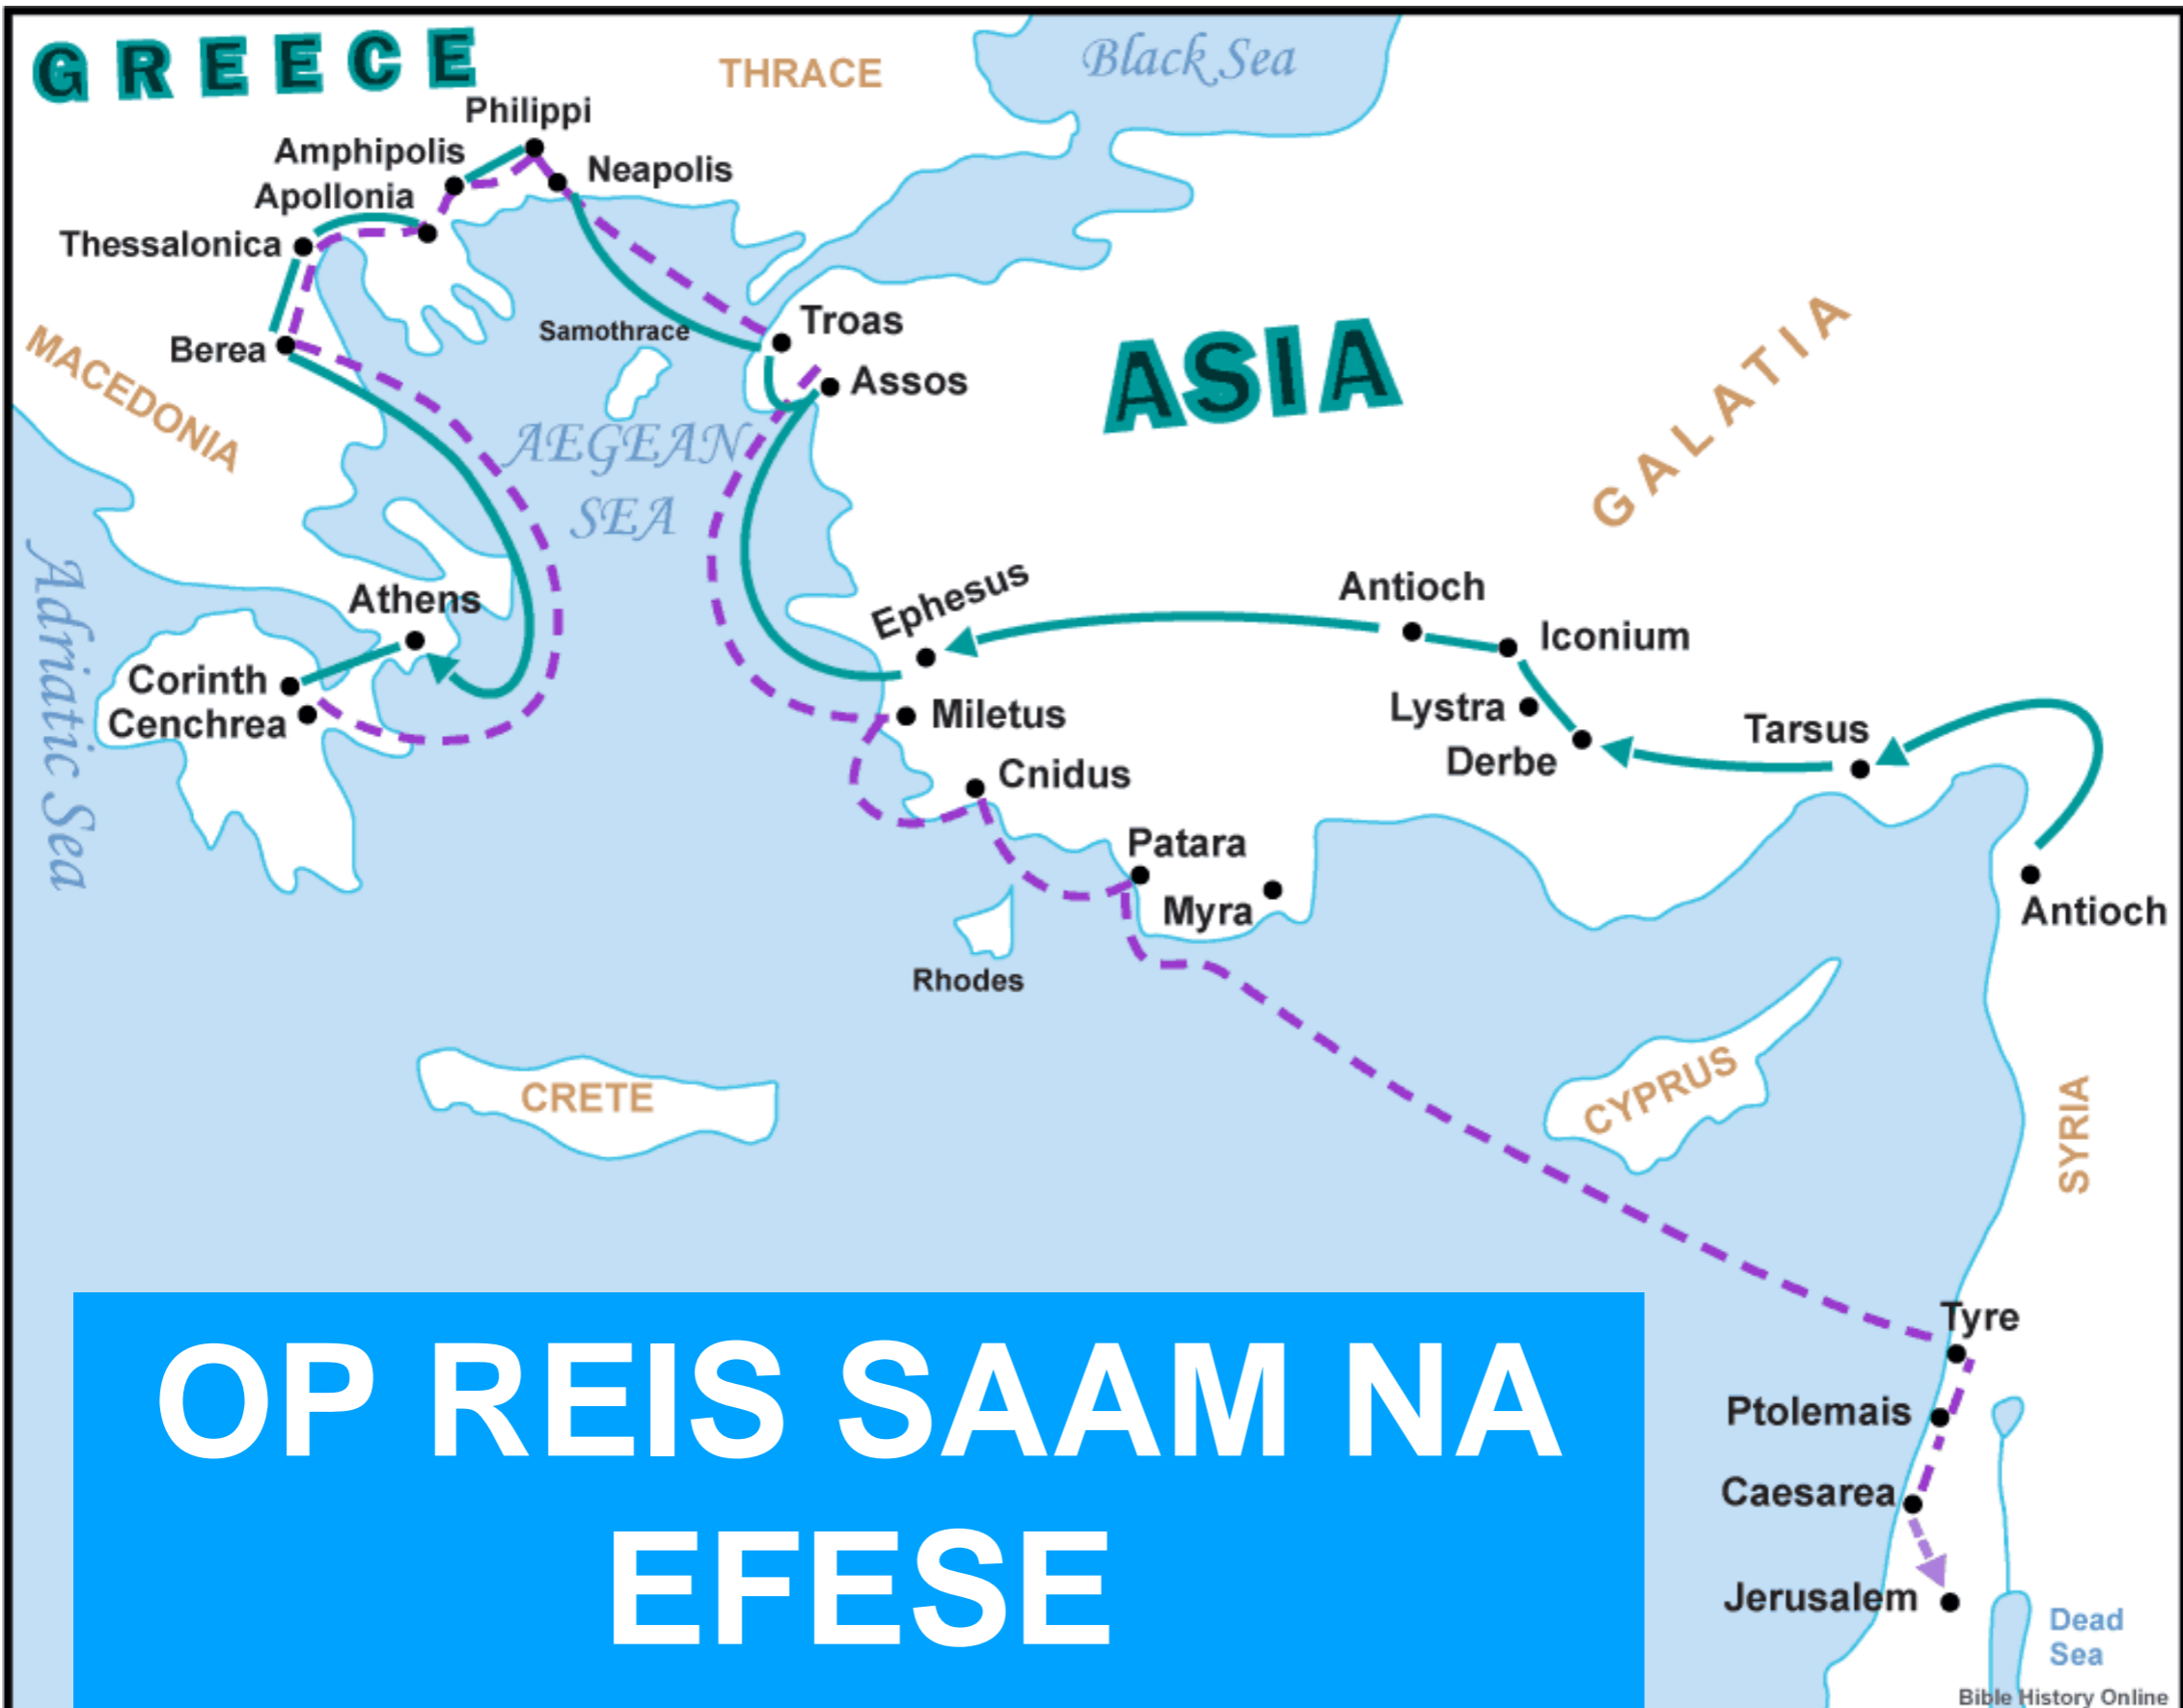 GREECE
THRACE
Black Sea
Philippi
Amphipolis
Neapolis
Apollonia
Thessalonica
Troas
Samothrace
Berea
ASIA
GALATIA
MACEDONIA
Assos
AEGEAN
SEA
Adriatic Sea
Athens
Ephesus
Antioch
Iconium
Corinth
Cenchrea
Miletus
Lystra
Tarsus
Derbe
Cnidus
Patara
Myra
Antioch
Rhodes
CRETE
CYPRUS
SYRIA
Tyre
Ptolemais
Caesarea
Jerusalem
Dead
Sea
Bible History Online
OP REIS SAAM NA
EFESE